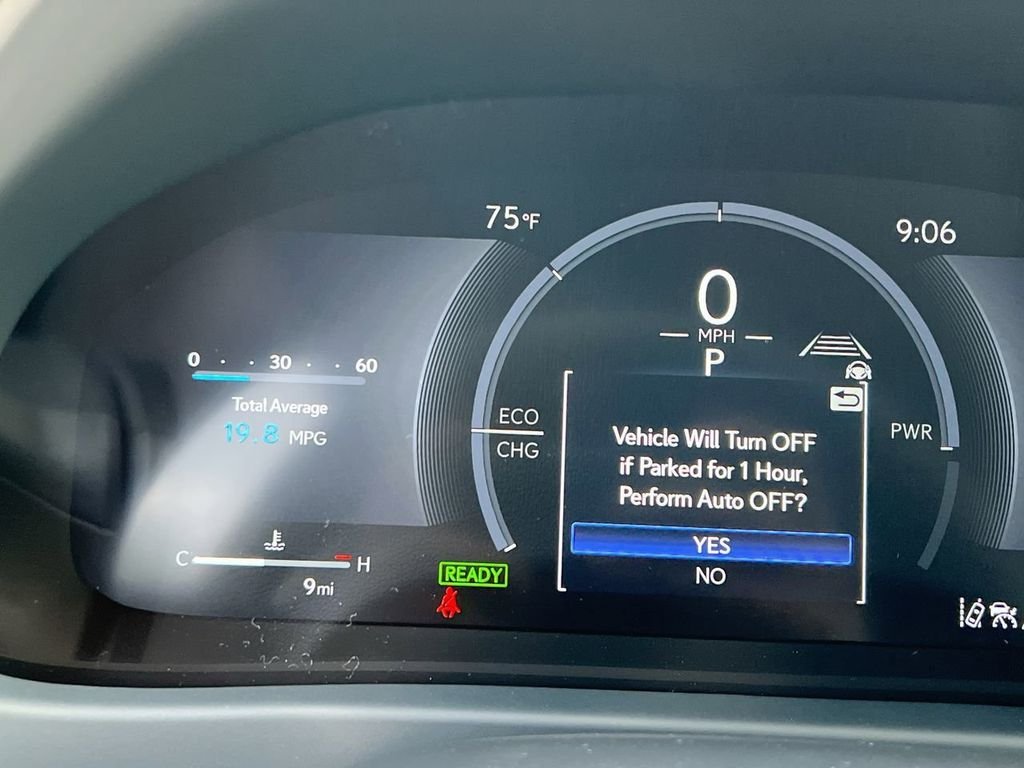 75°F
9:06
0
MPH
P
0 · · 30 · · 60
Total Average
19.8 MPG
ECO
CHG
PWR
Vehicle Will Turn OFF
if Parked for 1 Hour,
Perform Auto OFF?
YES
NO
C H
9mi
READY